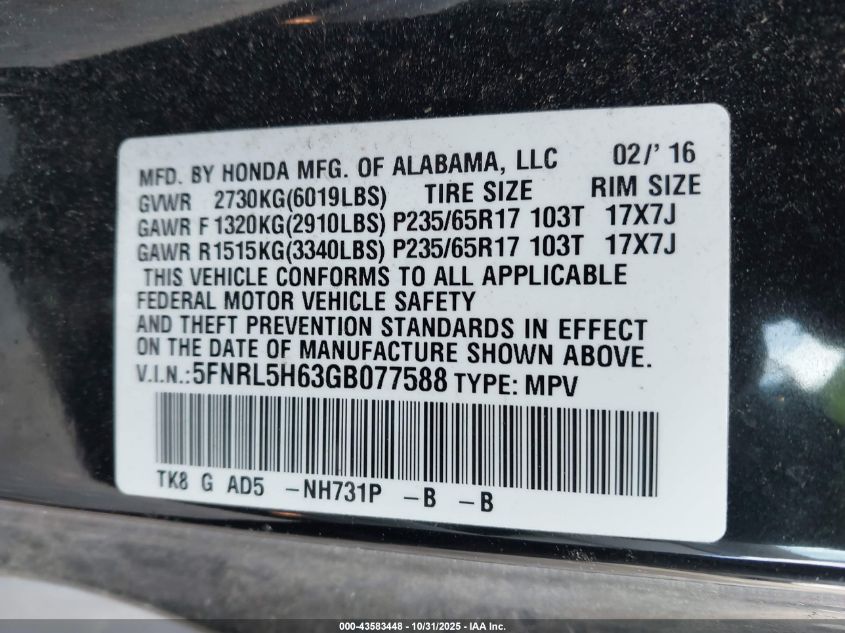 MFD. BY HONDA MFG. OF ALABAMA, LLC 02/' 16
GVWR 2730KG(6019LBS) TIRE SIZE RIM SIZE
GAWR F 1320KG(2910LBS) P235/65R17 103T 17X7J
GAWR R1515KG(3340LBS) P235/65R17 103T 17X7J
THIS VEHICLE CONFORMS TO ALL APPLICABLE
FEDERAL MOTOR VEHICLE SAFETY
AND THEFT PREVENTION STANDARDS IN EFFECT
ON THE DATE OF MANUFACTURE SHOWN ABOVE.
V.I.N.:5FNRL5H63GB077588 TYPE: MPV
TK8 G AD5 -NH731P -B -B
000-43583448 - 10/31/2025 - IAA Inc.